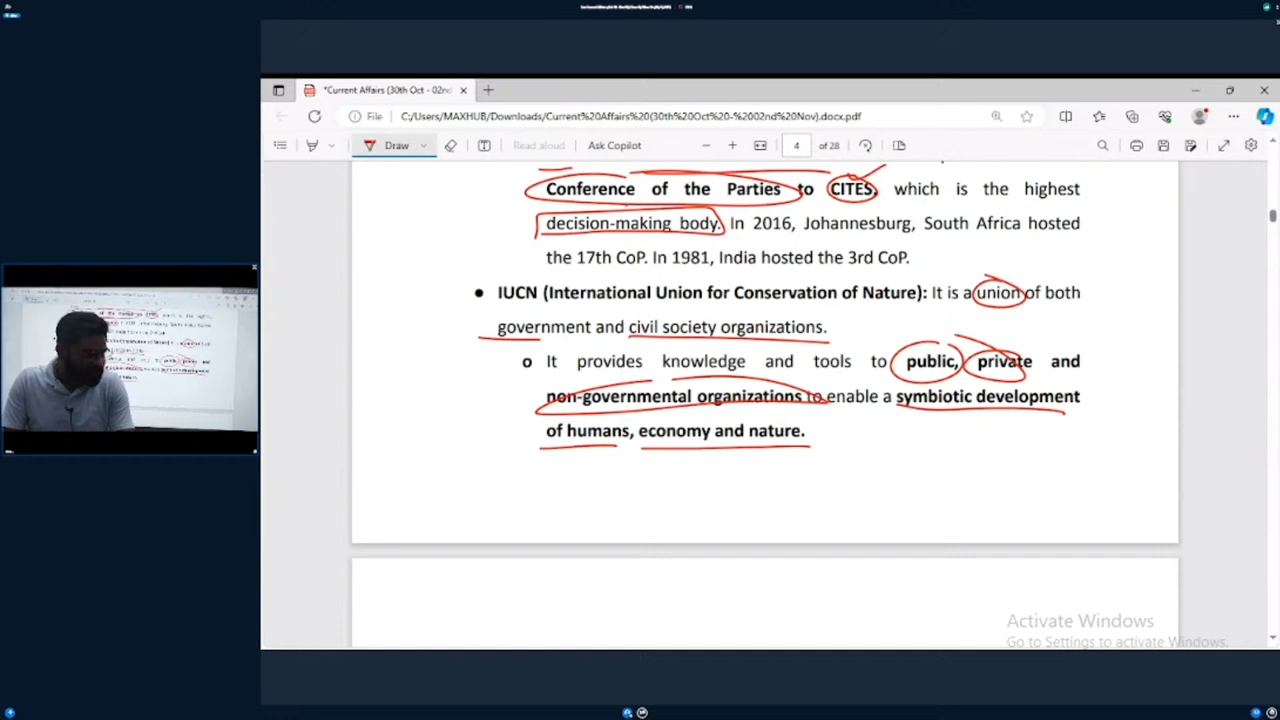 *Current Affairs (30th Oct - 02nd
File
C:/Users/MAXHUB/Downloads/Current%20Affairs%20(30th%20Oct%20-%2002nd%20Nov).docx.pdf
Draw
Read aloud
Ask Copilot
4
of 28
Conference of the Parties to CITES, which is the highest
decision-making body. In 2016, Johannesburg, South Africa hosted
the 17th CoP. In 1981, India hosted the 3rd CoP.
● IUCN (International Union for Conservation of Nature): It is a union of both
government and civil society organizations.
o It provides knowledge and tools to public, private and
non-governmental organizations to enable a symbiotic development
of humans, economy and nature.
Activate Windows
Go to Settings to activate Windows.